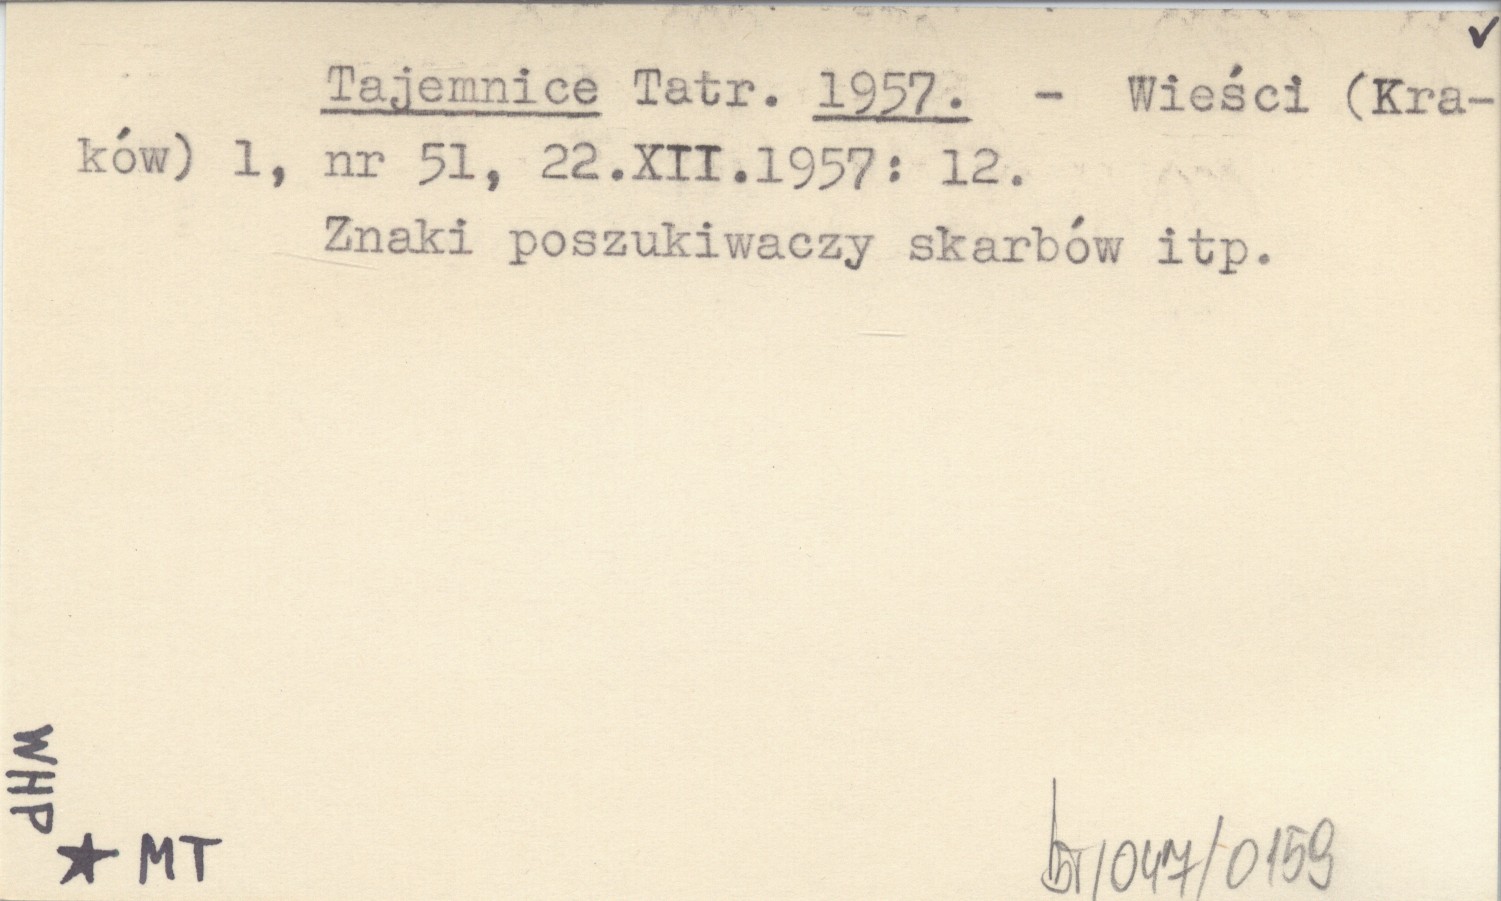 Tajemnice Tatr. 1957. - Wieści (Kra-
ków) 1, nr 51, 22.XII.1957: 12.
Znaki poszukiwaczy skarbów itp.
WHP
★ MT
/047/0159